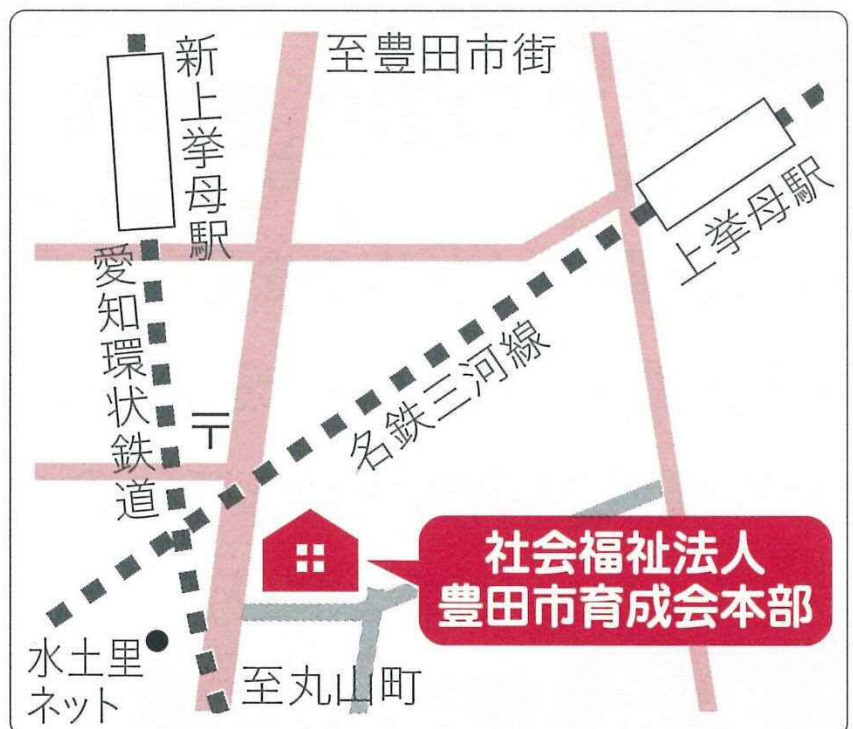 新上挙母駅
至豊田市街
上挙母駅
愛知環状鉄道
〒
名鉄三河線
社会福祉法人
豊田市育成会本部
水土里
ネット
至丸山町